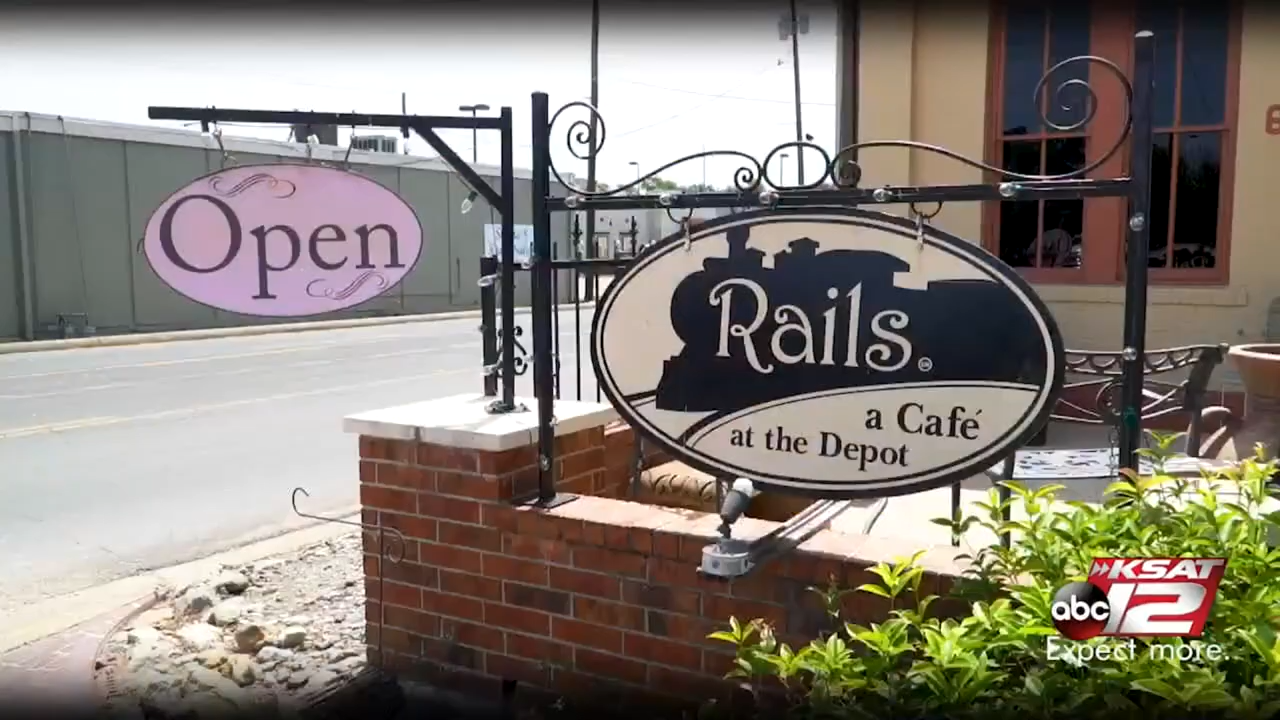 Open
Rails
a Café
at the Depot
KSAT
abc 12
Expect more.